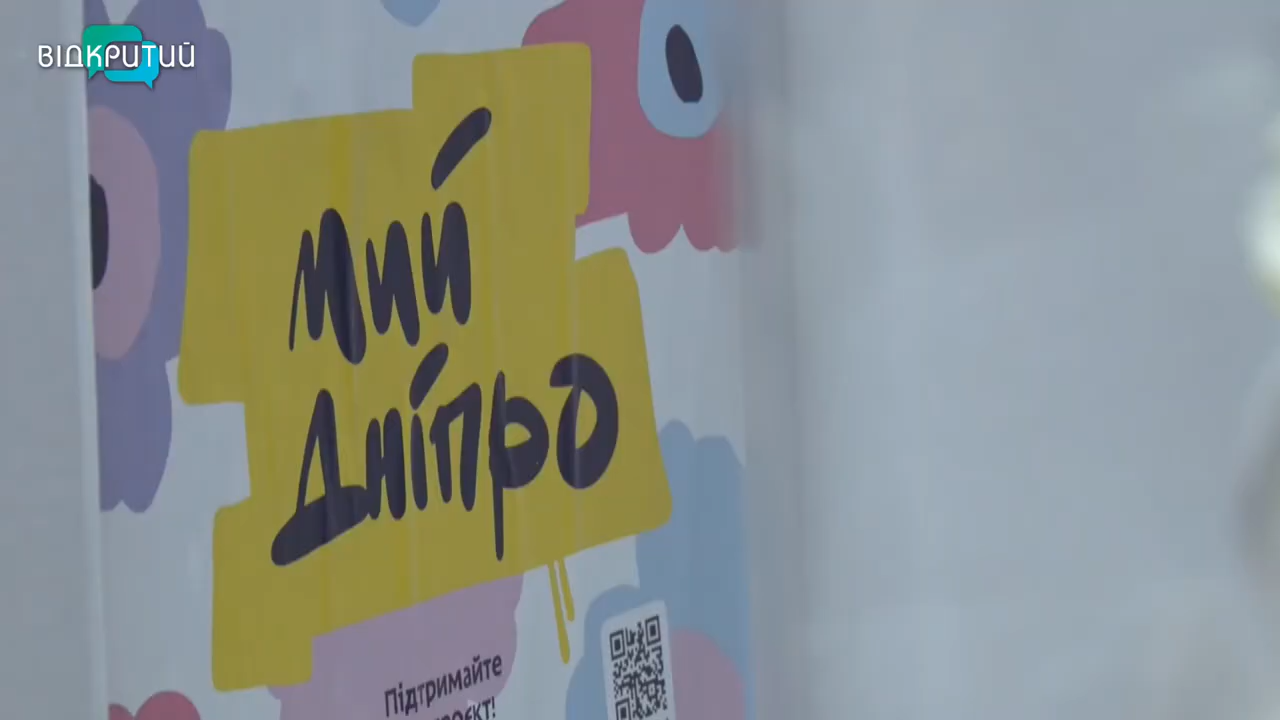 ВІДКРИТИЙ
мий
Дніпро
Підтримайте
проєкт!